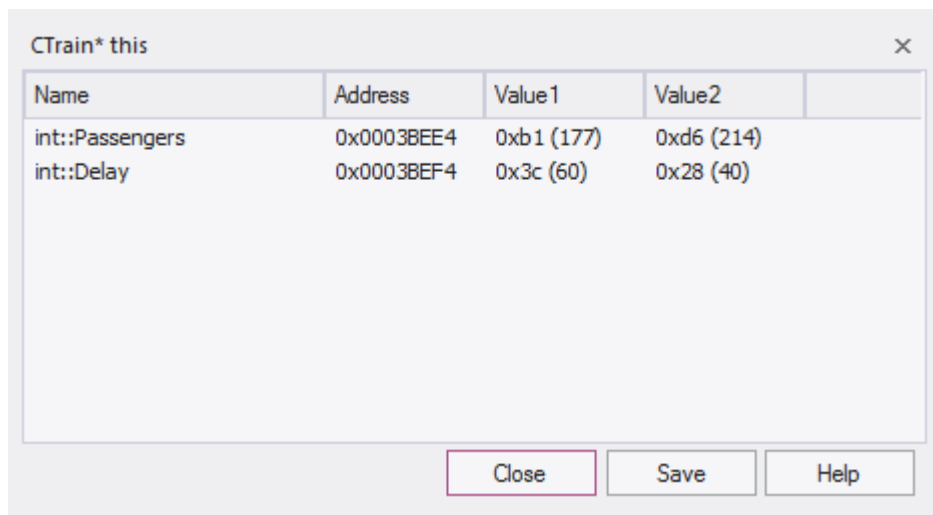 CTrain* this
Name Address Value1 Value2
int::Passengers 0x0003BEE4 0xb1 (177) 0xd6 (214)
int::Delay 0x0003BEF4 0x3c (60) 0x28 (40)
Close Save Help